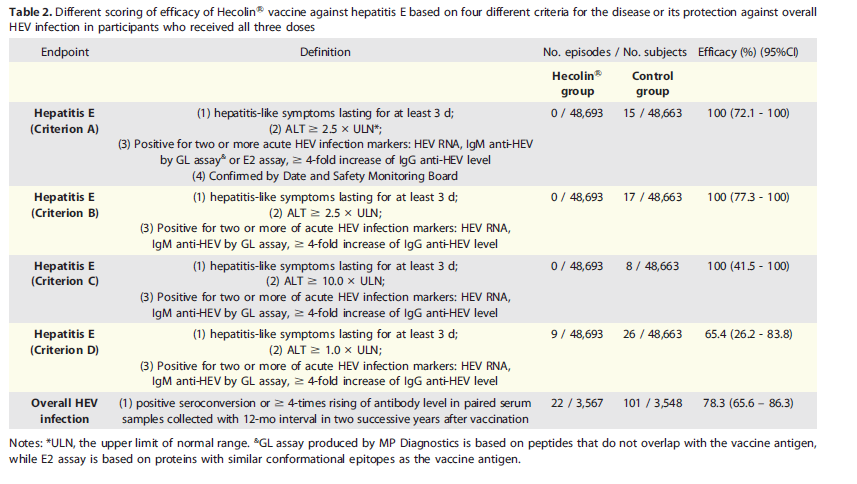 Table 2. Different scoring of efficacy of Hecolin® vaccine against hepatitis E based on four different criteria for the disease or its protection against overall
HEV infection in participants who received all three doses
Endpoint Definition No. episodes / No. subjects Efficacy (%) (95%CI)
Hecolin® Control
group group
Hepatitis E (1) hepatitis-like symptoms lasting for at least 3 d; 0 / 48,693 15 / 48,663 100 (72.1 - 100)
(Criterion A) (2) ALT ≥ 2.5 × ULN*;
(3) Positive for two or more acute HEV infection markers: HEV RNA, IgM anti-HEV
by GL assay& or E2 assay, ≥ 4-fold increase of IgG anti-HEV level
(4) Confirmed by Date and Safety Monitoring Board
Hepatitis E (1) hepatitis-like symptoms lasting for at least 3 d; 0 / 48,693 17 / 48,663 100 (77.3 - 100)
(Criterion B) (2) ALT ≥ 2.5 × ULN;
(3) Positive for two or more of acute HEV infection markers: HEV RNA,
IgM anti-HEV by GL assay, ≥ 4-fold increase of IgG anti-HEV level
Hepatitis E (1) hepatitis-like symptoms lasting for at least 3 d; 0 / 48,693 8 / 48,663 100 (41.5 - 100)
(Criterion C) (2) ALT ≥ 10.0 × ULN;
(3) Positive for two or more of acute HEV infection markers: HEV RNA,
IgM anti-HEV by GL assay, ≥ 4-fold increase of IgG anti-HEV level
Hepatitis E (1) hepatitis-like symptoms lasting for at least 3 d; 9 / 48,693 26 / 48,663 65.4 (26.2 - 83.8)
(Criterion D) (2) ALT ≥ 1.0 × ULN;
(3) Positive for two or more of acute HEV infection markers: HEV RNA,
IgM anti-HEV by GL assay, ≥ 4-fold increase of IgG anti-HEV level
Overall HEV (1) positive seroconversion or ≥ 4-times rising of antibody level in paired serum 22 / 3,567 101 / 3,548 78.3 (65.6 – 86.3)
infection samples collected with 12-mo interval in two successive years after vaccination
Notes: *ULN, the upper limit of normal range. &GL assay produced by MP Diagnostics is based on peptides that do not overlap with the vaccine antigen,
while E2 assay is based on proteins with similar conformational epitopes as the vaccine antigen.